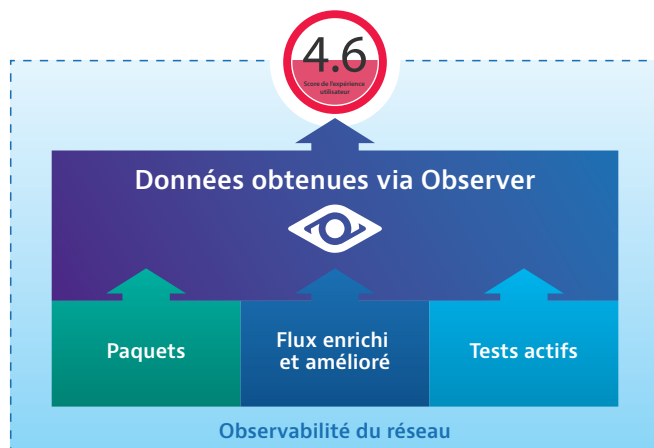 4.6
Score de l'expérience
utilisateur
Données obtenues via Observer
Paquets
Flux enrichi
et amélioré
Tests actifs
Observabilité du réseau